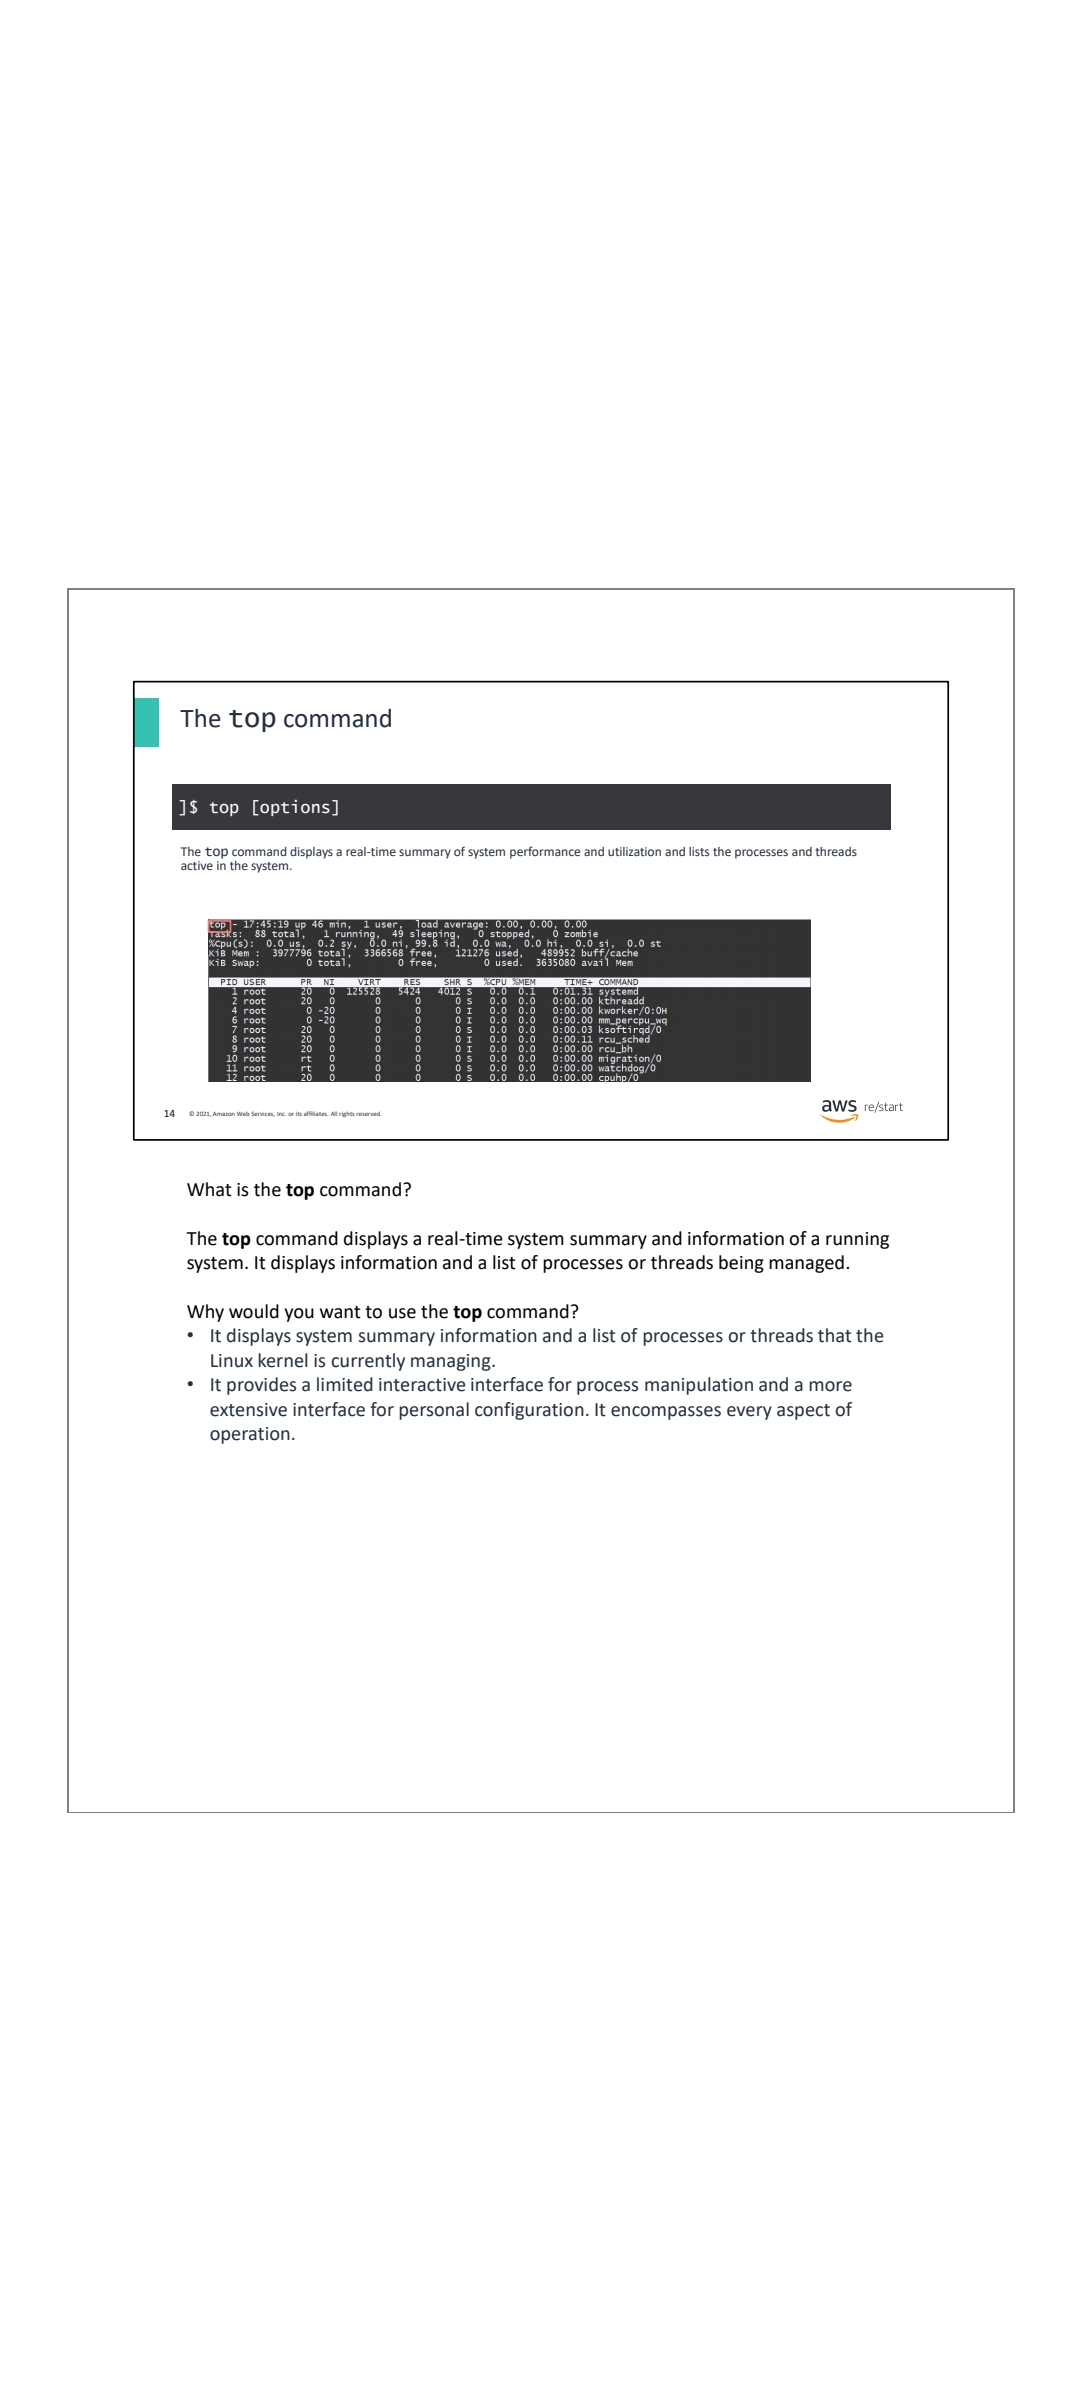 The top command
]$ top [options]
The top command displays a real-time summary of system performance and utilization and lists the processes and threads
active in the system.
top - 17:45:19 up 46 min,  1 user,  load average: 0.00, 0.00, 0.00
Tasks:  88 total,   1 running,  49 sleeping,   0 stopped,   0 zombie
%Cpu(s):  0.0 us,  0.2 sy,  0.0 ni, 99.8 id,  0.0 wa,  0.0 hi,  0.0 si,  0.0 st
KiB Mem :  3977796 total,  3366568 free,   121276 used,   489952 buff/cache
KiB Swap:        0 total,        0 free,        0 used.  3635080 avail Mem
PID USER      PR  NI    VIRT    RES    SHR S  %CPU %MEM     TIME+ COMMAND
1 root      20   0  125528   5424   4012 S   0.0  0.1   0:01.31 systemd
2 root      20   0       0      0      0 S   0.0  0.0   0:00.00 kthreadd
4 root       0 -20       0      0      0 I   0.0  0.0   0:00.00 kworker/0:0H
6 root       0 -20       0      0      0 I   0.0  0.0   0:00.00 mm_percpu_wq
7 root      20   0       0      0      0 S   0.0  0.0   0:00.03 ksoftirqd/0
8 root      20   0       0      0      0 I   0.0  0.0   0:00.11 rcu_sched
9 root      20   0       0      0      0 I   0.0  0.0   0:00.00 rcu_bh
10 root      rt   0       0      0      0 S   0.0  0.0   0:00.00 migration/0
11 root      rt   0       0      0      0 S   0.0  0.0   0:00.00 watchdog/0
12 root      20   0       0      0      0 S   0.0  0.0   0:00.00 cpuhp/0
14 © 2021, Amazon Web Services, Inc. or its affiliates. All rights reserved.
aws re/start
What is the top command?
The top command displays a real-time system summary and information of a running
system. It displays information and a list of processes or threads being managed.
Why would you want to use the top command?
• It displays system summary information and a list of processes or threads that the
Linux kernel is currently managing.
• It provides a limited interactive interface for process manipulation and a more
extensive interface for personal configuration. It encompasses every aspect of
operation.